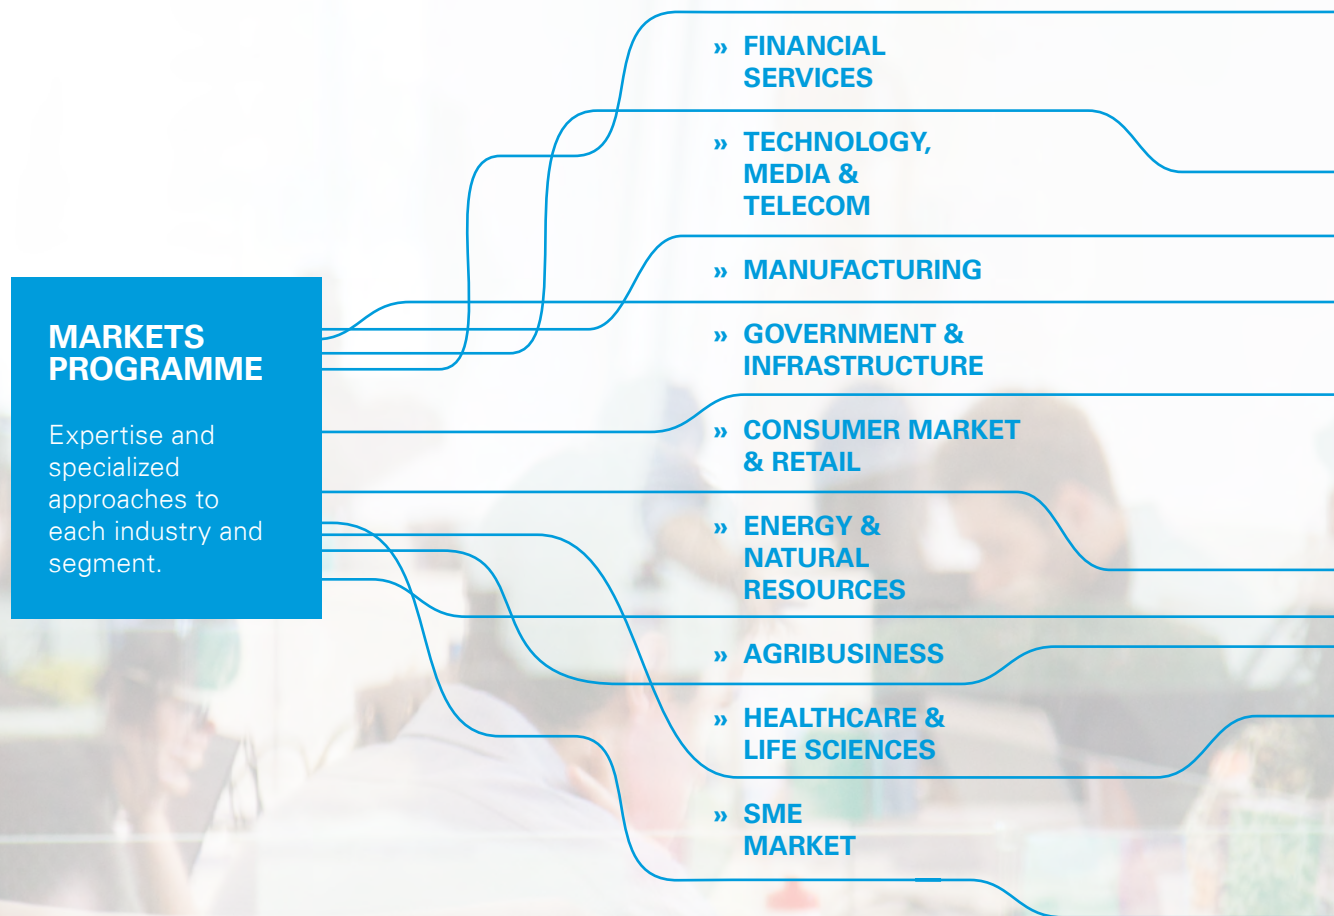 MARKETS
PROGRAMME
Expertise and
specialized
approaches to
each industry and
segment.
» FINANCIAL
SERVICES
» TECHNOLOGY,
MEDIA &
TELECOM
» MANUFACTURING
» GOVERNMENT &
INFRASTRUCTURE
» CONSUMER MARKET
& RETAIL
» ENERGY &
NATURAL
RESOURCES
» AGRIBUSINESS
» HEALTHCARE &
LIFE SCIENCES
» SME
MARKET